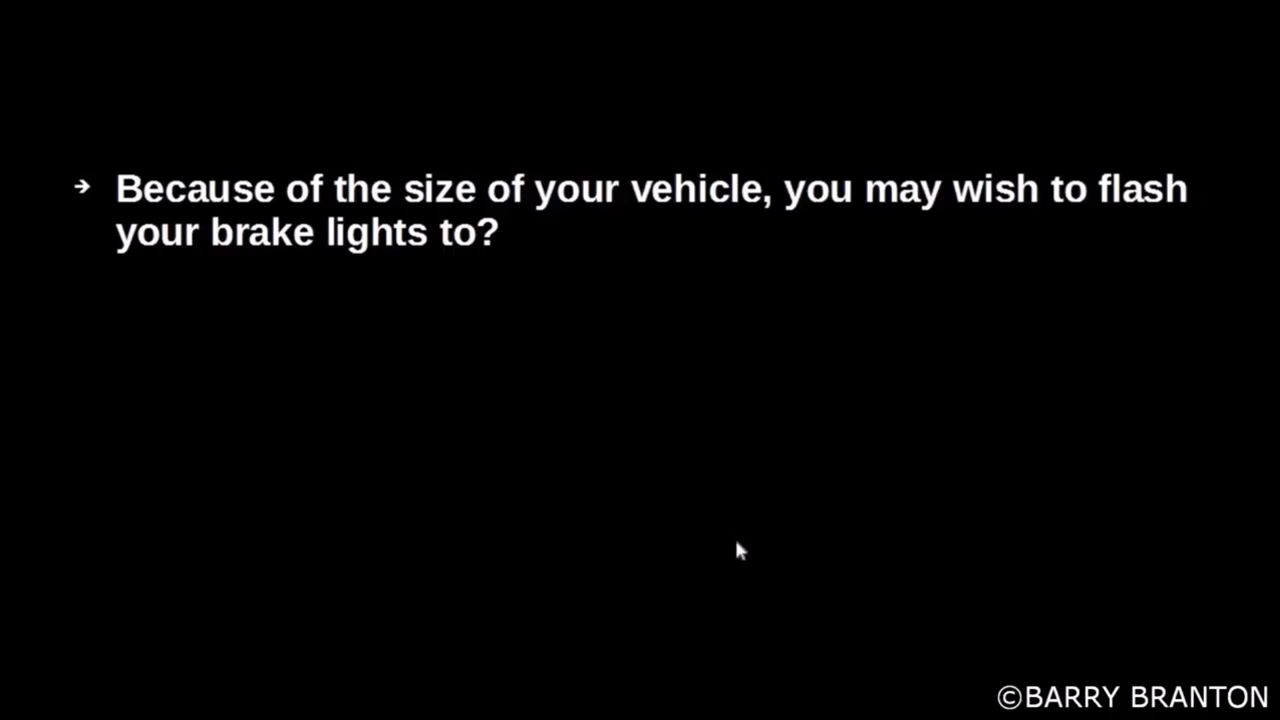 ➔ Because of the size of your vehicle, you may wish to flash
your brake lights to?
©BARRY BRANTON